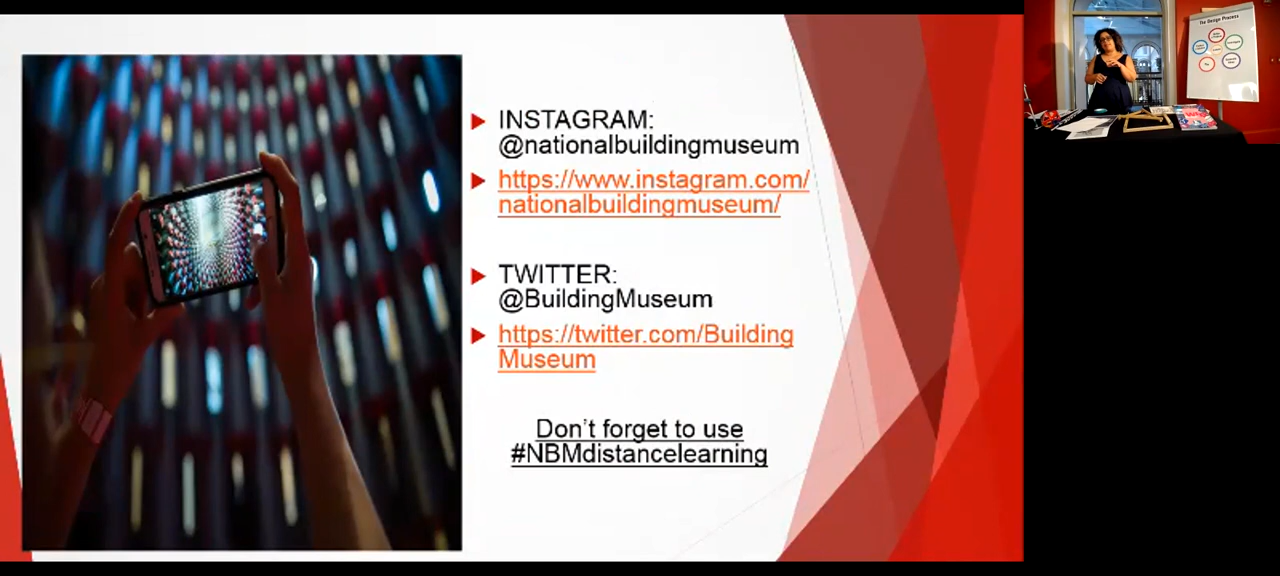 INSTAGRAM:
@nationalbuildingmuseum
https://www.instagram.com/
nationalbuildingmuseum/
TWITTER:
@BuildingMuseum
https://twitter.com/Building
Museum
Don't forget to use
#NBMdistancelearning
The Design Process